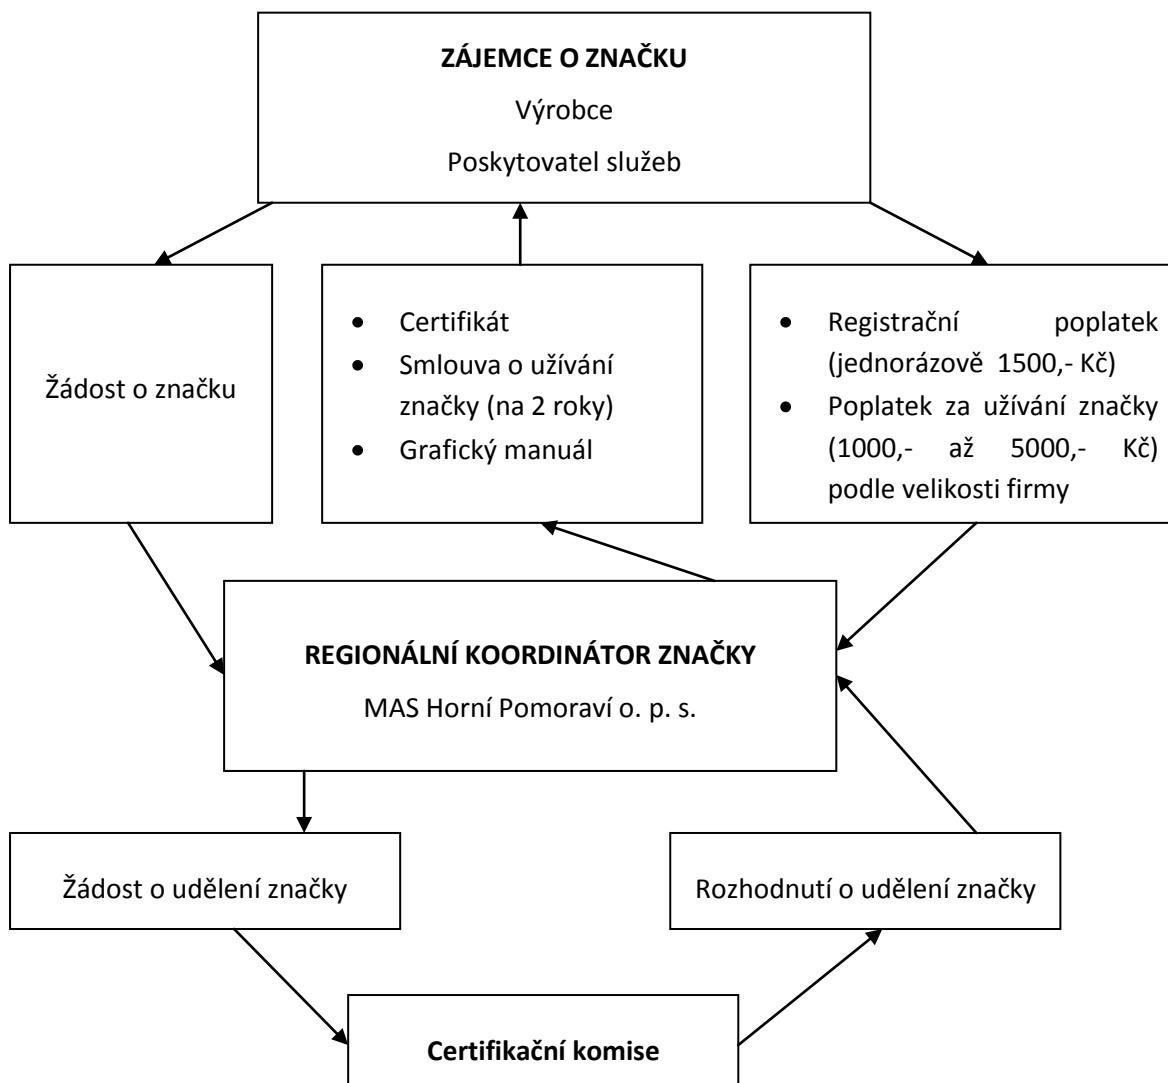 ZÁJEMCE O ZNAČKU
Výrobce
Poskytovatel služeb
Žádost o značku
• Certifikát
• Smlouva o užívání
značky (na 2 roky)
• Grafický manuál
• Registrační poplatek
(jednorázově 1500,- Kč)
• Poplatek za užívání značky
(1000,- až 5000,- Kč)
podle velikosti firmy
REGIONÁLNÍ KOORDINÁTOR ZNAČKY
MAS Horní Pomoraví o. p. s.
Žádost o udělení značky
Rozhodnutí o udělení značky
Certifikační komise